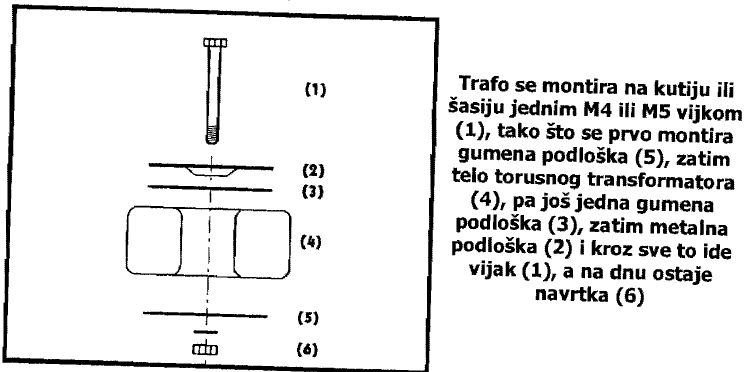 (1)
(2)
(3)
(4)
(5)
(6)
Trafo se montira na kutiju ili
šasiju jednim M4 ili M5 vijkom
(1), tako što se prvo montira
gumena podloška (5), zatim
telo torusnog transformatora
(4), pa još jedna gumena
podloška (3), zatim metalna
podloška (2) i kroz sve to ide
vijak (1), a na dnu ostaje
navrtka (6)